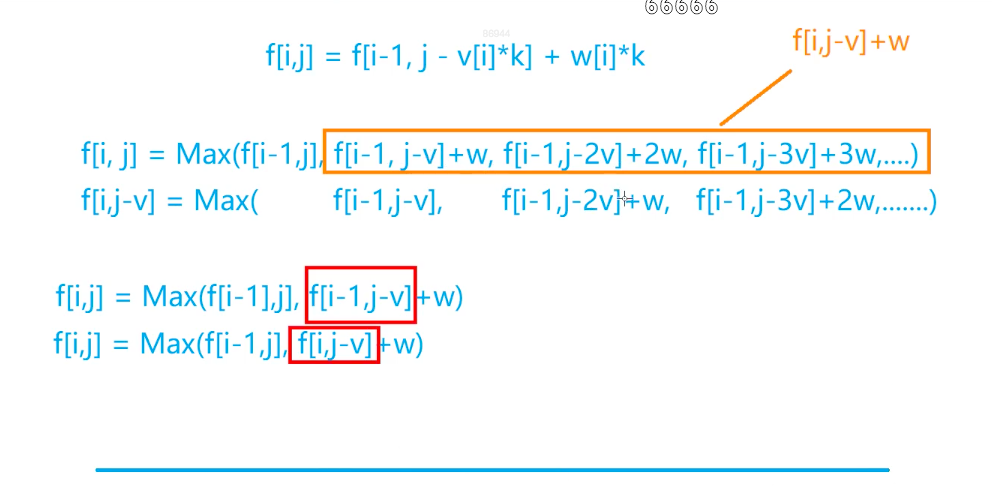 66666
66944
f[i,j-v]+w
f[i,j] = f[i-1, j - v[i]*k] + w[i]*k
f[i, j] = Max(f[i-1,j], f[i-1, j-v]+w, f[i-1,j-2v]+2w, f[i-1,j-3v]+3w,....)
f[i,j-v] = Max( f[i-1,j-v], f[i-1,j-2v]+w, f[i-1,j-3v]+2w,.......)
f[i,j] = Max(f[i-1],j], f[i-1,j-v]+w)
f[i,j] = Max(f[i-1,j], f[i,j-v]+w)